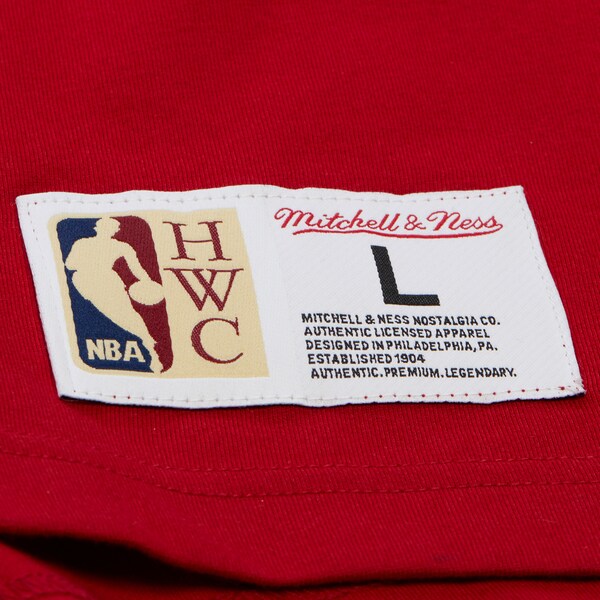 NBA
H
W
C
Mitchell & Ness
L
MITCHELL & NESS NOSTALGIA CO.
AUTHENTIC LICENSED APPAREL
DESIGNED IN PHILADELPHIA, PA.
ESTABLISHED 1904
AUTHENTIC.PREMIUM.LEGENDARY.